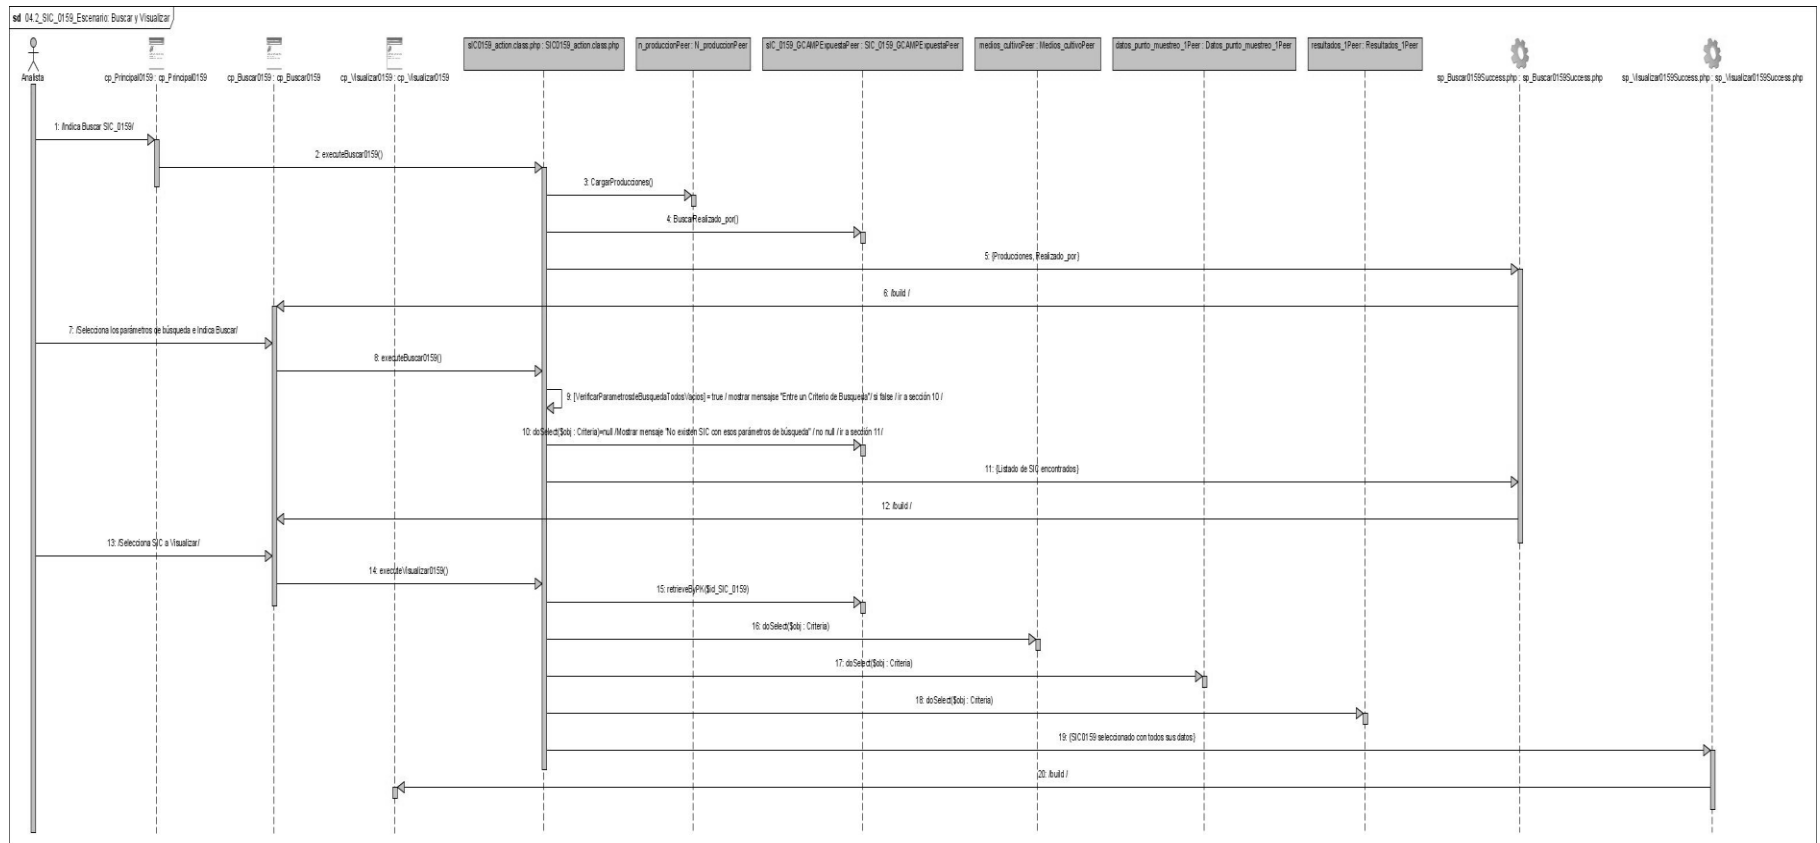 sd 04.2_SIC_0159_Escenario: Buscar y Visualizar
Analista
cp_Principal0159 : cp_Principal0159
cp_Buscar0159 : cp_Buscar0159
cp_Visualizar0159 : cp_Visualizar0159
sIC0159_action.class.php : SIC0159_action.class.php
n_produccionPeer : N_produccionPeer
sIC_0159_GCAMPExpuestaPeer : SIC_0159_GCAMPExpuestaPeer
medios_cultivoPeer : Medios_cultivoPeer
datos_punto_muestreo_1Peer : Datos_punto_muestreo_1Peer
resultados_1Peer : Resultados_1Peer
sp_Buscar0159Success.php : sp_Buscar0159Success.php
sp_Visualizar0159Success.php : sp_Visualizar0159Success.php
1: /Indica Buscar SIC_0159/
2: executeBuscar0159()
3: CargarProducciones()
4: BuscarRealizado_por()
5: {Producciones, Realizado_por}
6: /build /
7: /Selecciona los parámetros de búsqueda e Indica Buscar/
8: executeBuscar0159()
9: [VerificarParametrosdeBusquedaTodosVacios] = true / mostrar mensajse "Entre un Criterio de Busqueda"/ si false / ir a sección 10 /
10: doSelect($obj : Criteria)=null /Mostrar mensaje "No existen SIC con esos parámetros de búsqueda" / no null / ir a sección 11/
11: {Listado de SIC encontrados}
12: /build /
13: /Selecciona SIC a Visualizar/
14: executeVisualizar0159()
15: retrieveByPK($id_SIC_0159)
16: doSelect($obj : Criteria)
17: doSelect($obj : Criteria)
18: doSelect($obj : Criteria)
19: {SIC0159 seleccionado con todos sus datos}
20: /build /